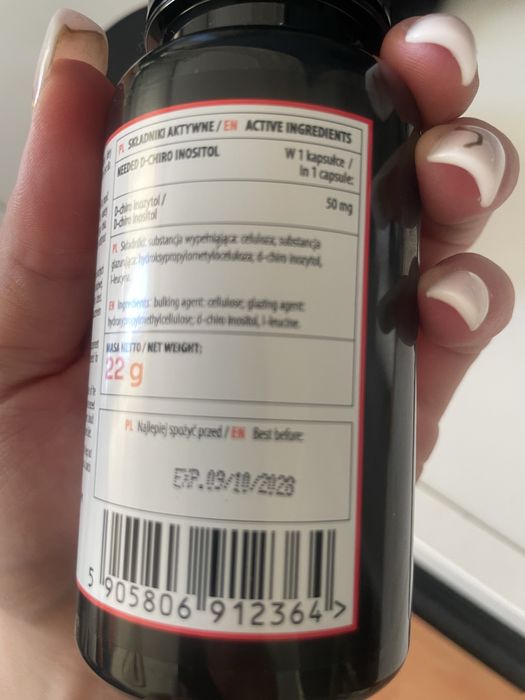 PL SKŁADNIKI AKTYWNE / EN ACTIVE INGREDIENTS
NEEDED D-CHIRO INOSITOL
W 1 kapsułce /
In 1 capsule:
D-chiro inozytol /
D-chiro inositol
50 mg
PL Składniki: substancja wypełniająca: celuloza; substancja
glazurująca: hydroksypropylometyloceluloza; d-chiro inozytol,
l-leucyna.
EN Ingredients: bulking agent: cellulose; glazing agent:
hydroxypropylmethylcellulose; d-chiro inositol, l-leucine.
MASA NETTO / NET WEIGHT:
22 g
PL Najlepiej spożyć przed / EN Best before:
EXP. 09/10/2026
5 905806 912364 >